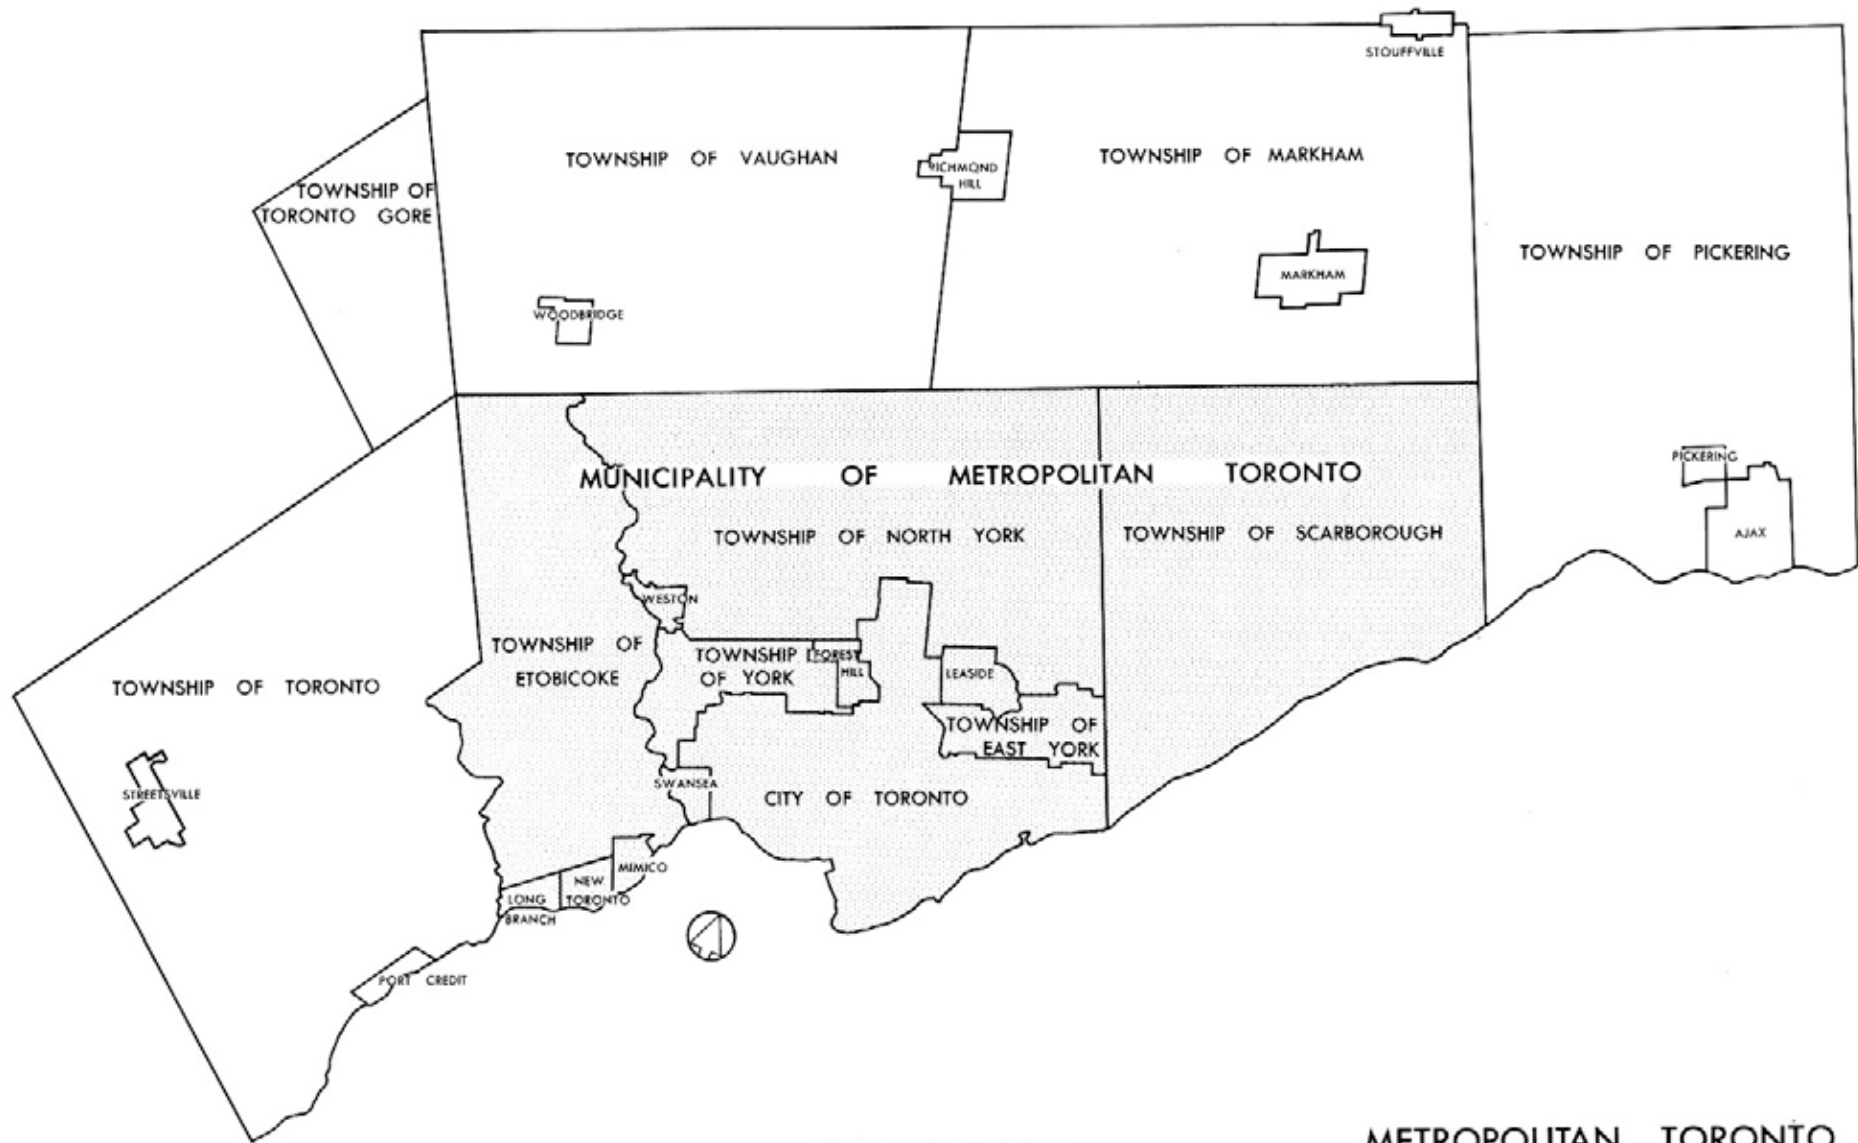 STOUFFVILLE
TOWNSHIP OF VAUGHAN
TOWNSHIP OF MARKHAM
RICHMOND
HILL
TOWNSHIP OF
TORONTO GORE
TOWNSHIP OF PICKERING
MARKHAM
WOODBRIDGE
PICKERING
MUNICIPALITY OF METROPOLITAN TORONTO
TOWNSHIP OF NORTH YORK
TOWNSHIP OF SCARBOROUGH
AJAX
WESTON
TOWNSHIP OF
ETOBICOKE
TOWNSHIP
OF YORK
FOREST
HILL
LEASIDE
TOWNSHIP OF TORONTO
TOWNSHIP OF
EAST YORK
STREETSVILLE
SWANSEA
CITY OF TORONTO
MIMICO
NEW
TORONTO
LONG
BRANCH
PORT CREDIT
METROPOLITAN TORONTO